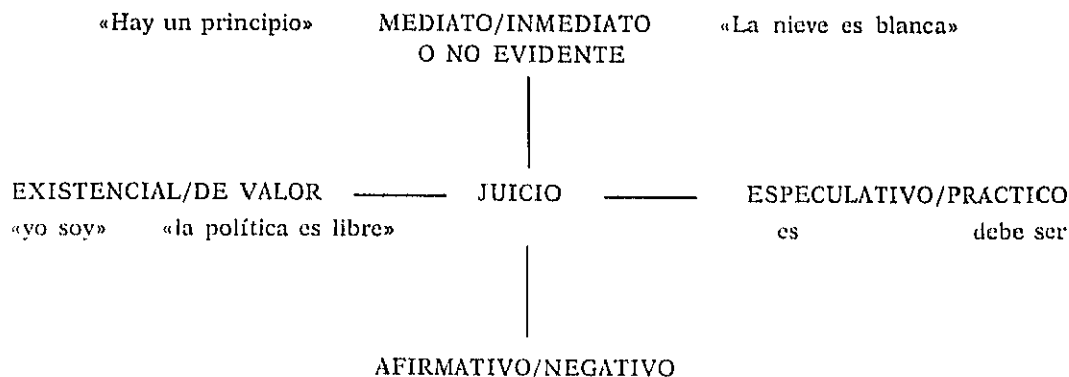 «Hay un principio» MEDIATO/INMEDIATO «La nieve es blanca»
O NO EVIDENTE
EXISTENCIAL/DE VALOR JUICIO ESPECULATIVO/PRACTICO
«yo soy» «la política es libre» es debe ser
AFIRMATIVO/NEGATIVO